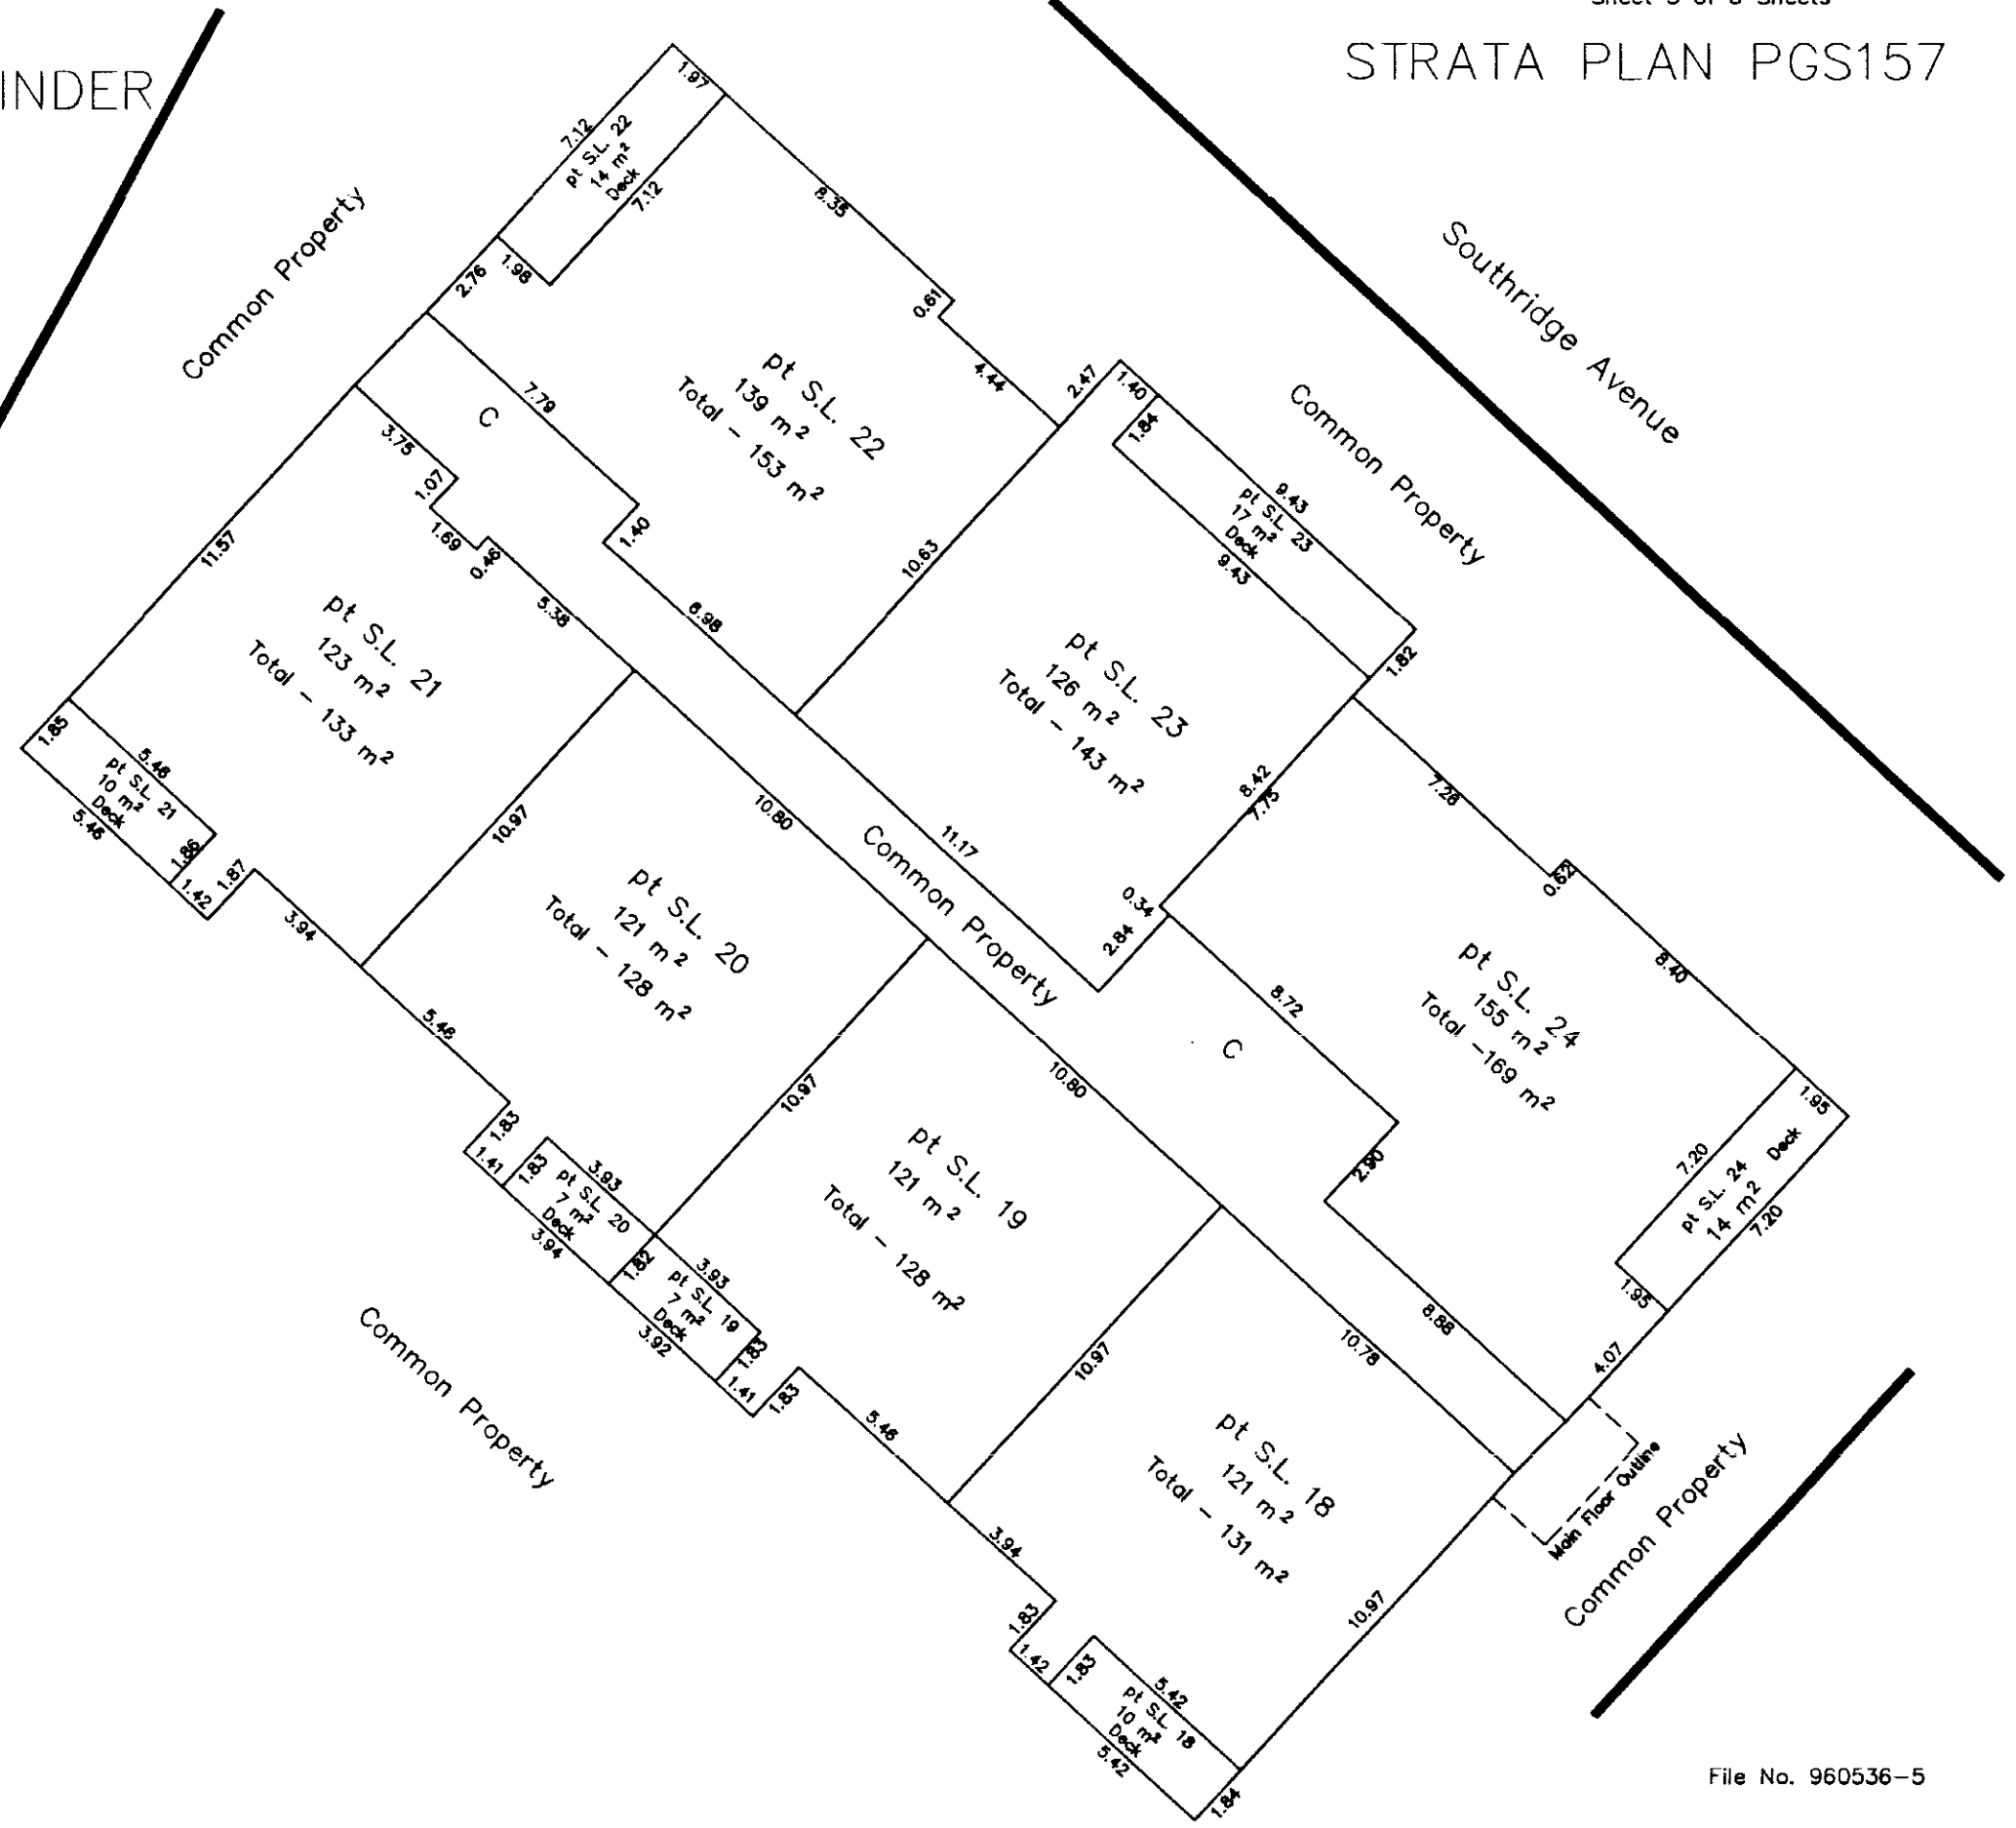 STRATA PLAN PGS157
INDER
Common Property
Southridge Avenue
Common Property
1.97
7.12
pt S.L. 22
14 m²
Deck
7.12
1.98
2.76
8.35
0.61
4.44
2.47
pt S.L. 22
139 m²
Total - 153 m²
7.79
C
1.40
6.98
10.63
1.40
1.84
9.43
pt S.L. 23
17 m²
Deck
9.43
1.82
pt S.L. 23
126 m²
Total - 143 m²
8.42
7.75
11.17
0.34
2.84
3.75
1.07
1.69
0.46
5.38
11.57
pt S.L. 21
123 m²
Total - 133 m²
1.85
5.46
pt S.L. 21
10 m²
Deck
5.46
1.86
1.42
1.87
3.94
10.97
10.80
Common Property
pt S.L. 20
121 m²
Total - 128 m²
5.46
1.83
1.41
1.83
3.93
pt S.L. 20
7 m²
Deck
3.94
1.82
10.97
10.80
C
7.26
0.62
8.40
pt S.L. 24
155 m²
Total -169 m²
8.72
2.90
8.88
1.95
7.20
pt S.L. 24 Deck
14 m²
7.20
1.95
4.07
pt S.L. 19
121 m²
Total - 128 m²
3.93
pt S.L. 19
7 m²
Deck
3.92
1.83
1.41
1.83
5.46
10.97
10.78
Main Floor Outline
Common Property
Common Property
pt S.L. 18
121 m²
Total - 131 m²
3.94
1.83
1.42
1.83
5.42
pt S.L. 18
10 m²
Deck
5.42
1.84
10.97
File No. 960536-5